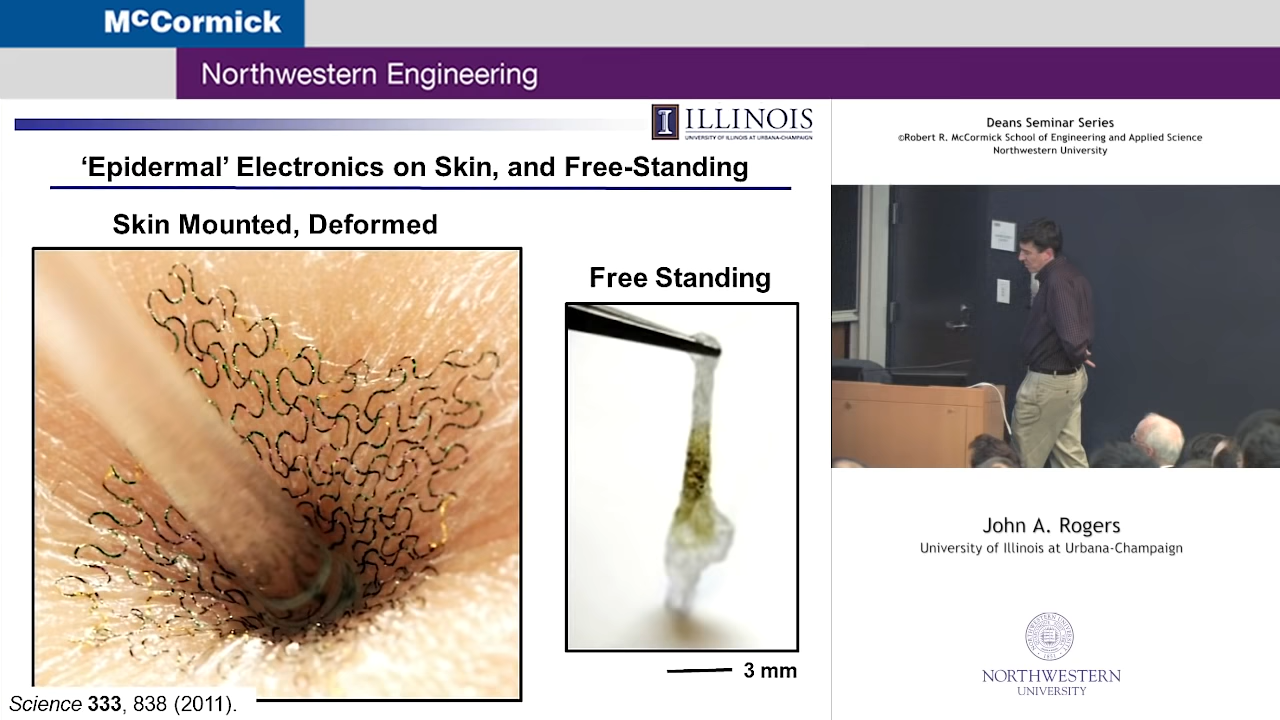 McCormick
Northwestern Engineering
ILLINOIS
UNIVERSITY OF ILLINOIS AT URBANA-CHAMPAIGN
‘Epidermal’ Electronics on Skin, and Free-Standing
Skin Mounted, Deformed
Free Standing
3 mm
Science 333, 838 (2011).
Deans Seminar Series
©Robert R. McCormick School of Engineering and Applied Science
Northwestern University
John A. Rogers
University of Illinois at Urbana-Champaign
NORTHWESTERN
UNIVERSITY